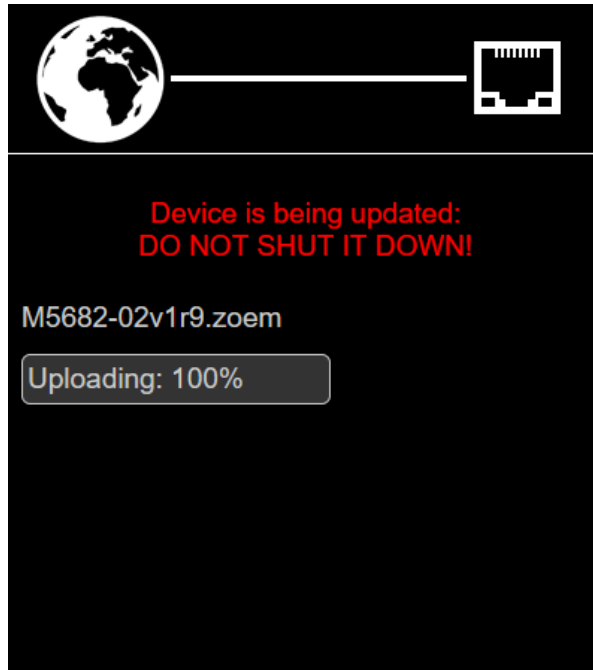 Device is being updated:
DO NOT SHUT IT DOWN!
M5682-02v1r9.zoem
Uploading: 100%